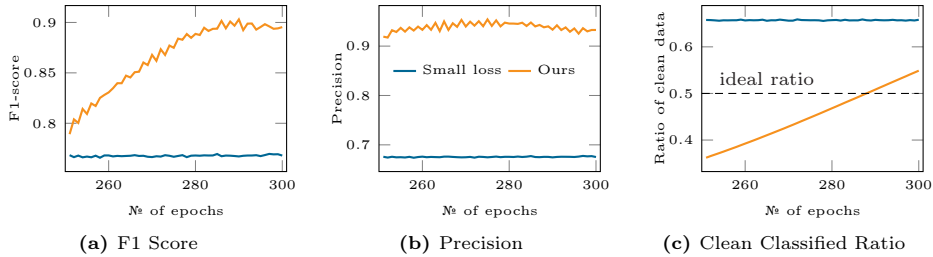 F1-score
0.9
0.85
0.8
260
280
300
№ of epochs
(a) F1 Score
Precision
0.9
0.8
0.7
Small loss
Ours
260
280
300
№ of epochs
(b) Precision
Ratio of clean data
0.6
0.5
0.4
ideal ratio
260
280
300
№ of epochs
(c) Clean Classified Ratio